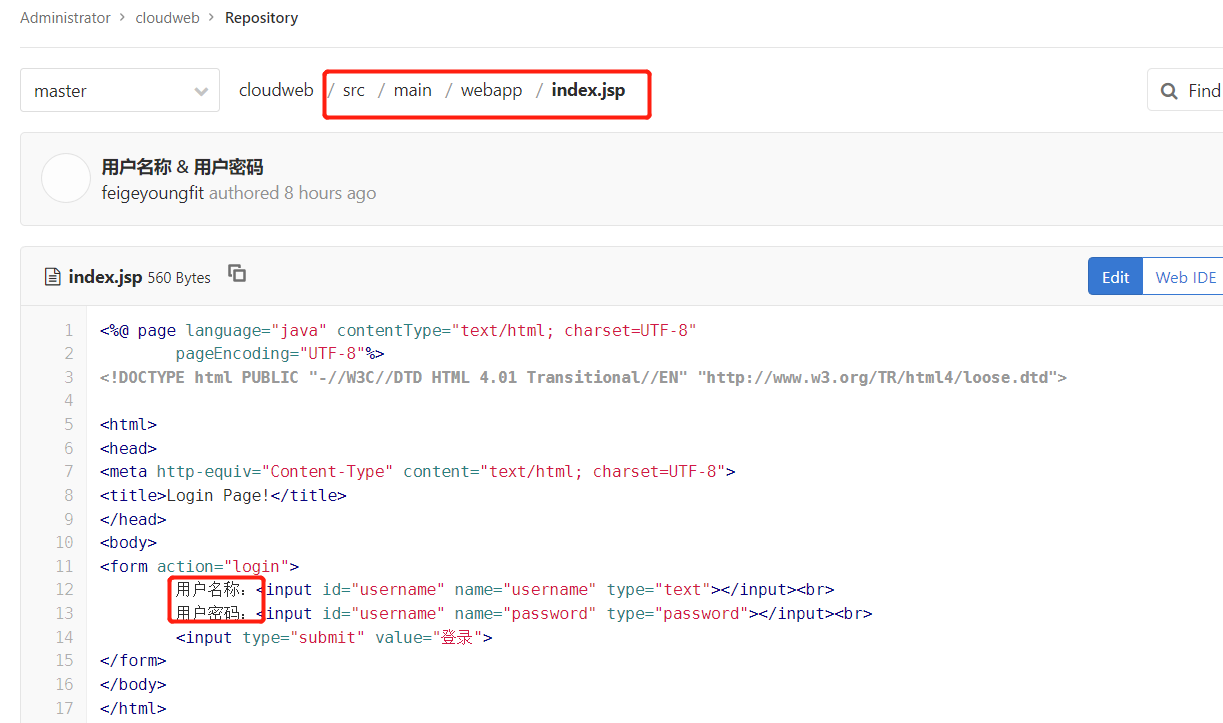 Administrator > cloudweb > Repository
master cloudweb / src / main / webapp / index.jsp Find
用户名称 & 用户密码
feigeyoungfit authored 8 hours ago
index.jsp 560 Bytes Edit Web IDE
1 <%@ page language="java" contentType="text/html; charset=UTF-8"
2 pageEncoding="UTF-8"%>
3 <!DOCTYPE html PUBLIC "-//W3C//DTD HTML 4.01 Transitional//EN" "http://www.w3.org/TR/html4/loose.dtd">
4
5 <html>
6 <head>
7 <meta http-equiv="Content-Type" content="text/html; charset=UTF-8">
8 <title>Login Page!</title>
9 </head>
10 <body>
11 <form action="login">
12 用户名称：<input id="username" name="username" type="text"></input><br>
13 用户密码：<input id="username" name="password" type="password"></input><br>
14 <input type="submit" value="登录">
15 </form>
16 </body>
17 </html>